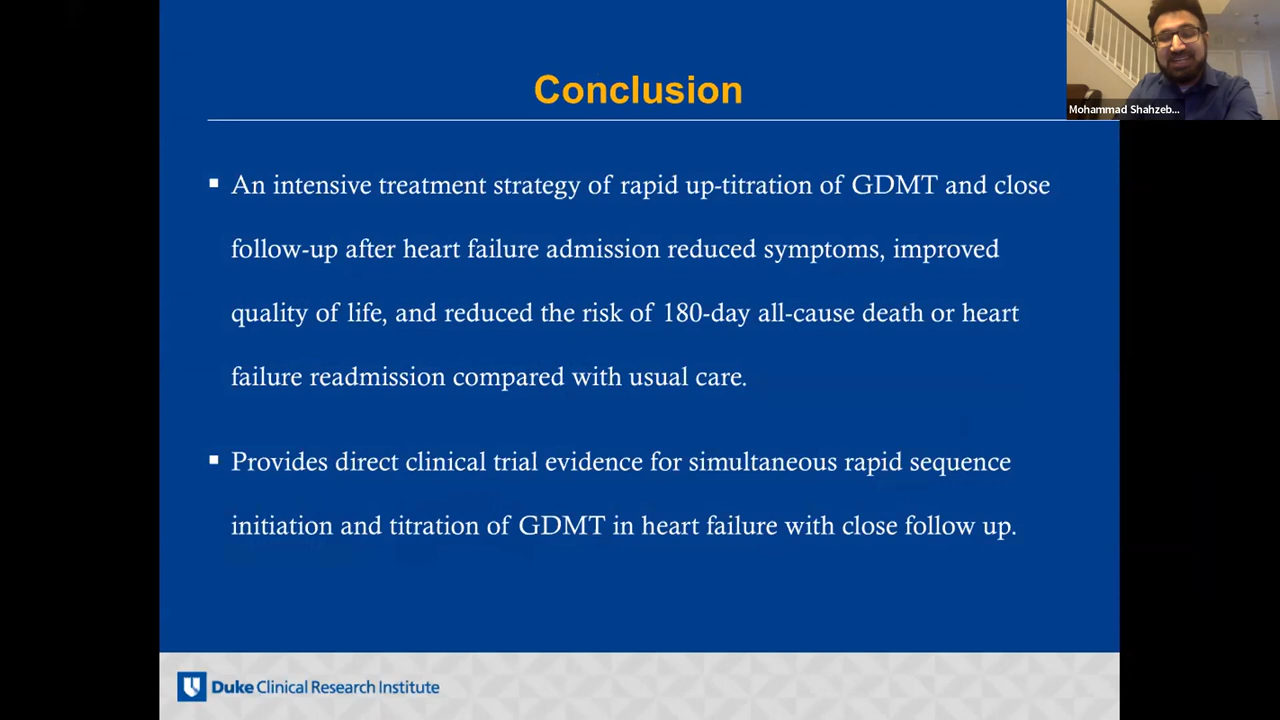 Conclusion
Mohammad Shahzeb...
▪ An intensive treatment strategy of rapid up-titration of GDMT and close
follow-up after heart failure admission reduced symptoms, improved
quality of life, and reduced the risk of 180-day all-cause death or heart
failure readmission compared with usual care.
▪ Provides direct clinical trial evidence for simultaneous rapid sequence
initiation and titration of GDMT in heart failure with close follow up.
Duke Clinical Research Institute